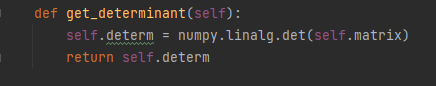 def get_determinant(self):
    self.determ = numpy.linalg.det(self.matrix)
    return self.determ